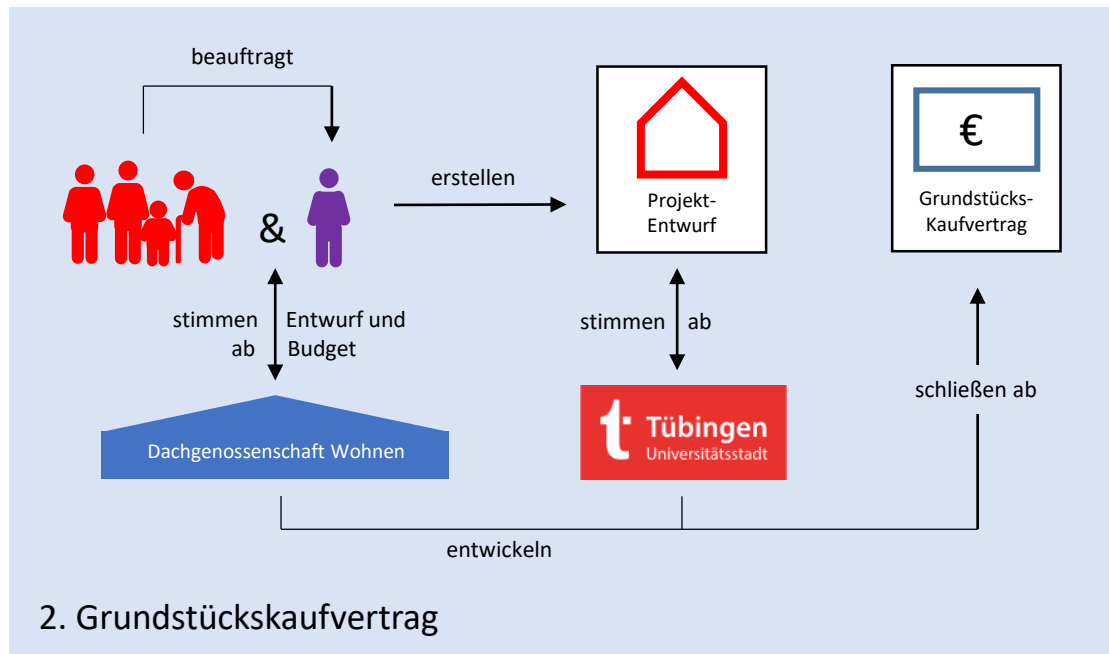 beauftragt
&
erstellen
Projekt-
Entwurf
€
Grundstücks-
Kaufvertrag
stimmen
ab
Entwurf und
Budget
stimmen
ab
schließen ab
Dachgenossenschaft Wohnen
t
Tübingen
Universitätsstadt
entwickeln
2. Grundstückskaufvertrag